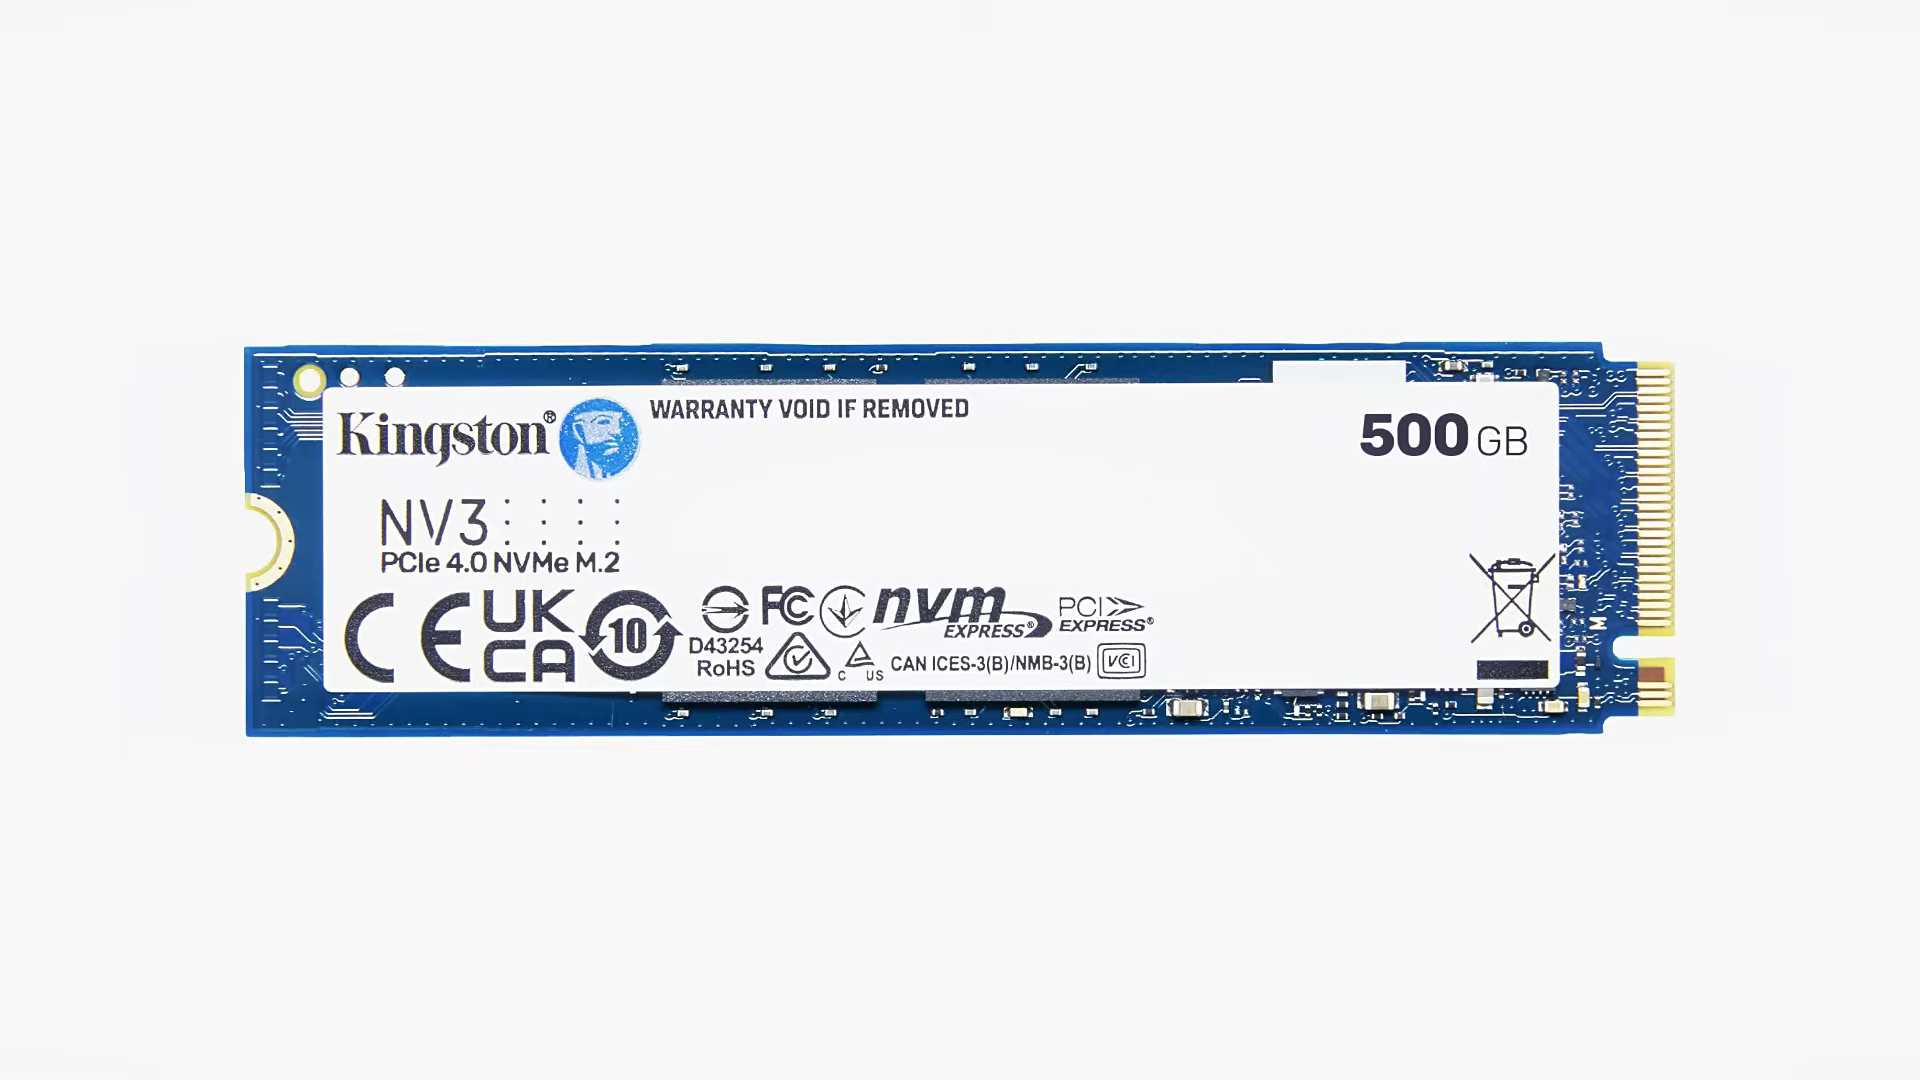 Kingston®
WARRANTY VOID IF REMOVED
500 GB
NV3
PCIe 4.0 NVMe M.2
CE
UK
CA
10
D43254
RoHS
FC
nvm
EXPRESS®
PCI
EXPRESS®
C US
CAN ICES-3(B)/NMB-3(B)
VCI
M